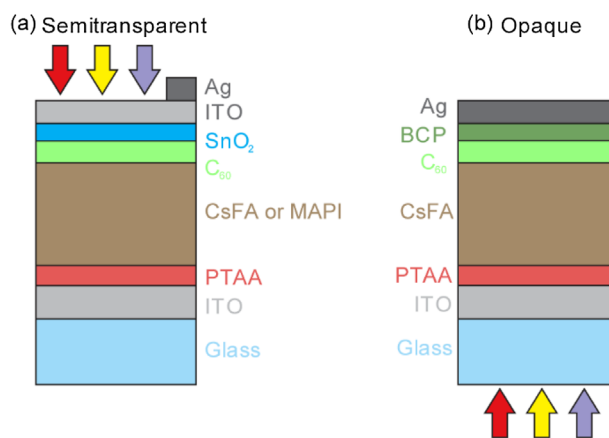 (a) Semitransparent
Ag
ITO
SnO₂
C₆₀
CsFA or MAPI
PTAA
ITO
Glass
(b) Opaque
Ag
BCP
C₆₀
CsFA
PTAA
ITO
Glass